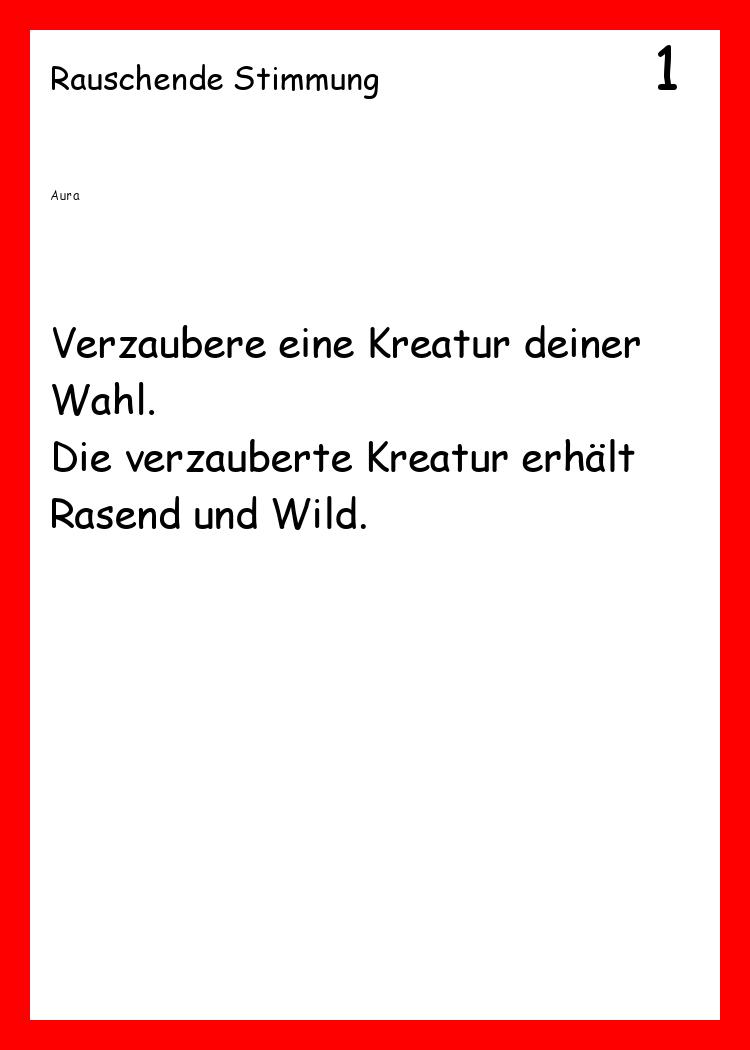 Rauschende Stimmung
1
Aura
Verzaubere eine Kreatur deiner
Wahl.
Die verzauberte Kreatur erhält
Rasend und Wild.